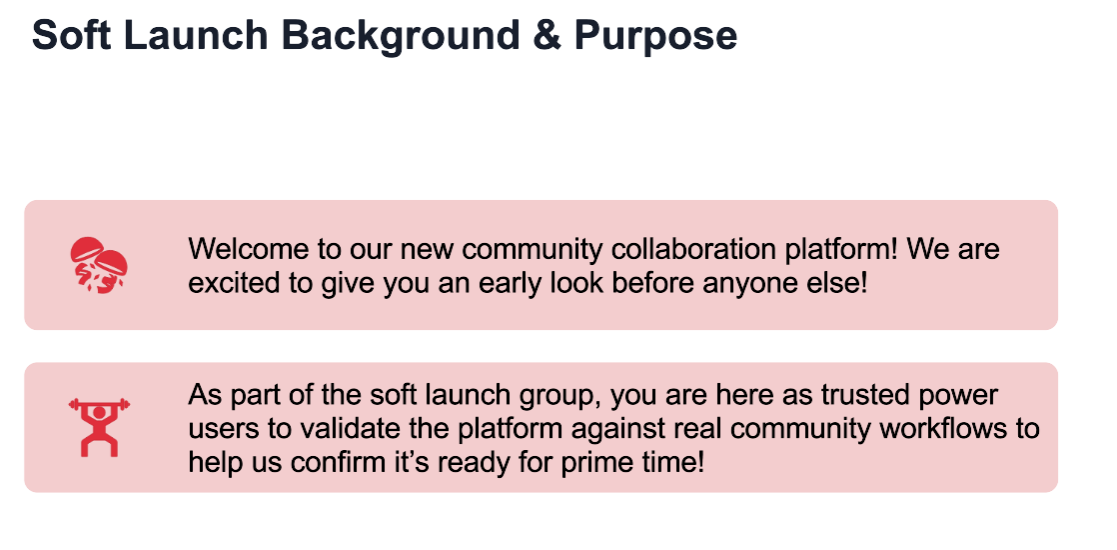 Soft Launch Background & Purpose
Welcome to our new community collaboration platform! We are
excited to give you an early look before anyone else!
As part of the soft launch group, you are here as trusted power
users to validate the platform against real community workflows to
help us confirm it’s ready for prime time!